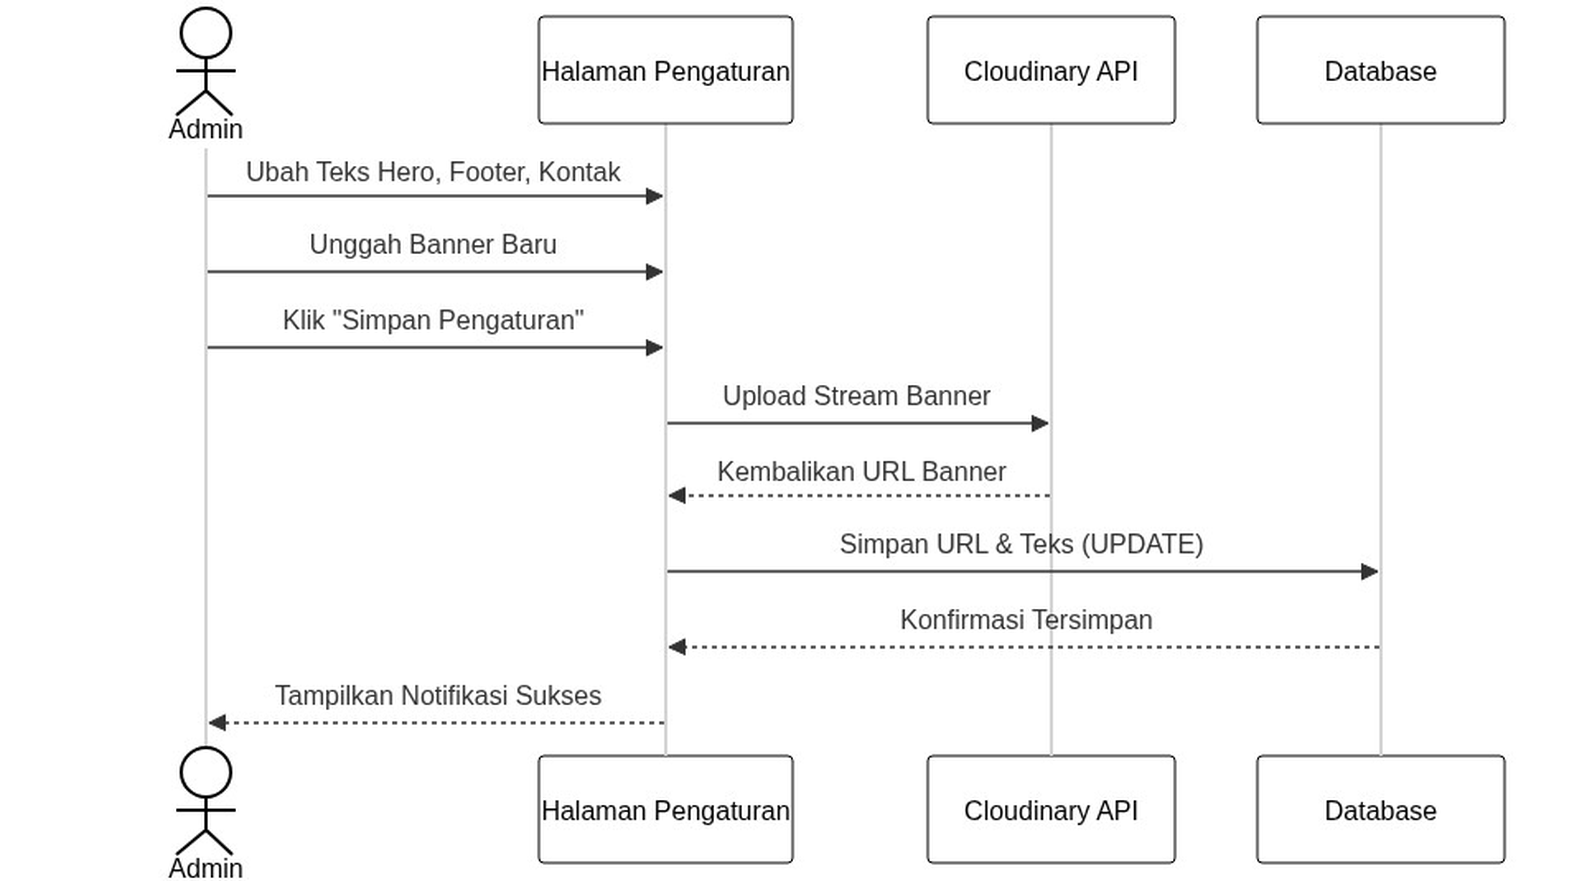 Admin
Halaman Pengaturan
Cloudinary API
Database
Ubah Teks Hero, Footer, Kontak
Unggah Banner Baru
Klik "Simpan Pengaturan"
Upload Stream Banner
Kembalikan URL Banner
Simpan URL & Teks (UPDATE)
Konfirmasi Tersimpan
Tampilkan Notifikasi Sukses
Admin
Halaman Pengaturan
Cloudinary API
Database